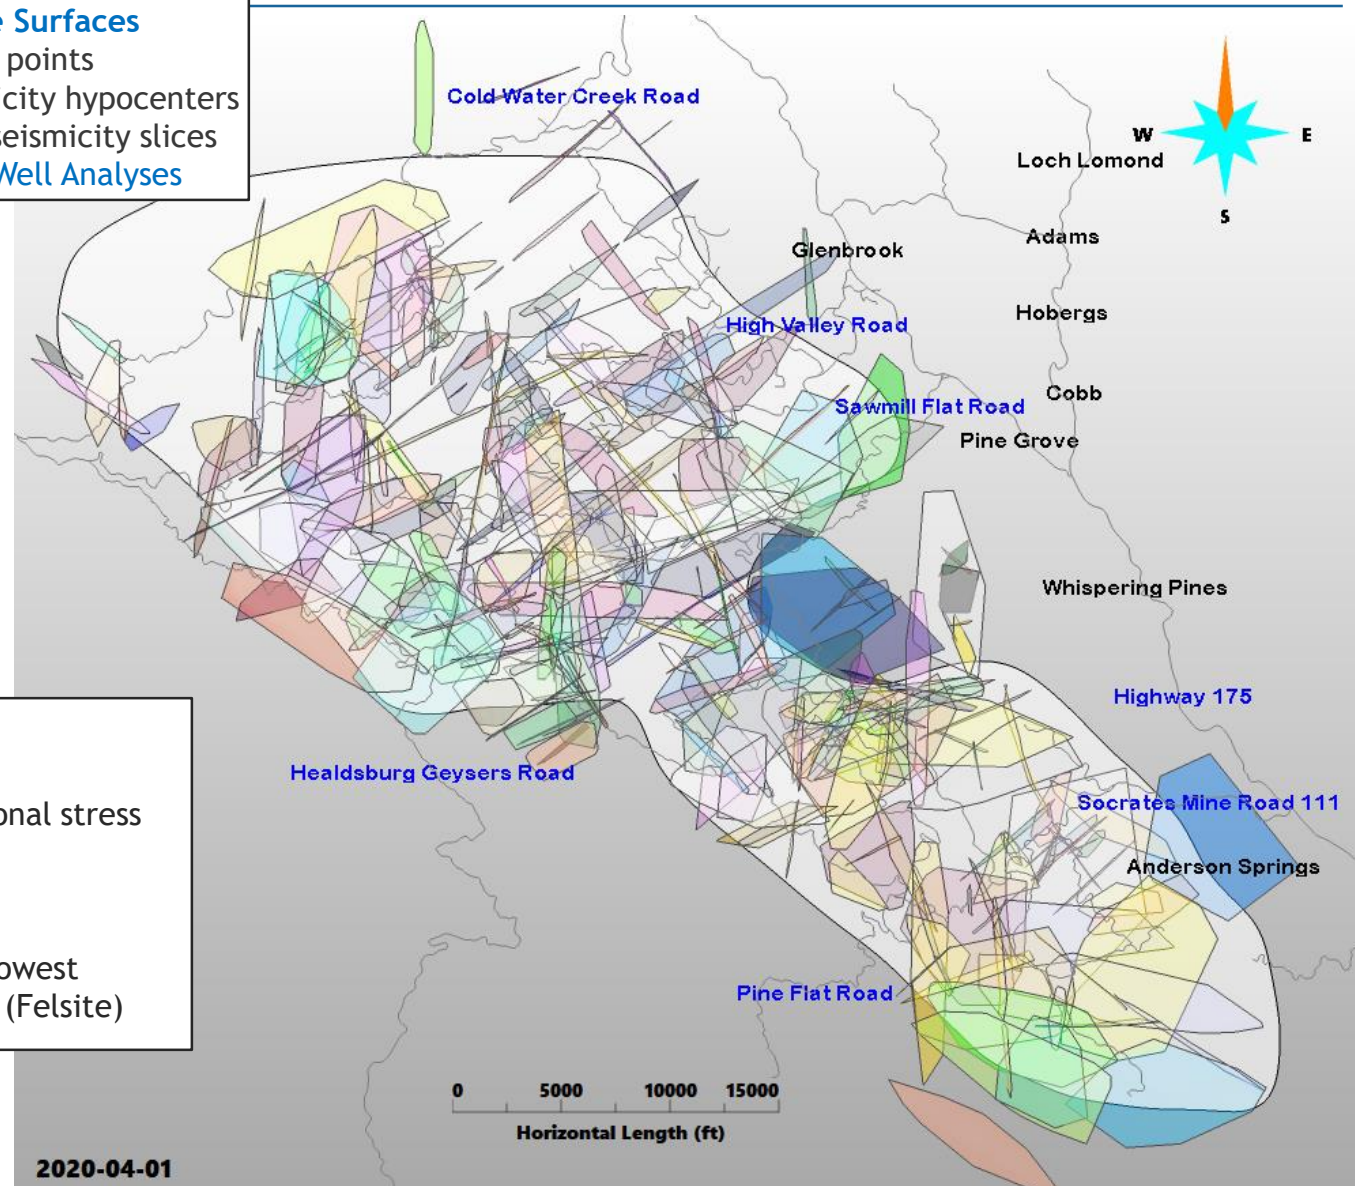 Surfaces
points
city hypocenters
seismicity slices
Well Analyses
Cold Water Creek Road
W
E
S
Loch Lomond
Adams
Glenbrook
Hobergs
High Valley Road
Cobb
Sawmill Flat Road
Pine Grove
Whispering Pines
Highway 175
Healdsburg Geysers Road
Socrates Mine Road 111
onal stress
Anderson Springs
owest
(Felsite)
Pine Flat Road
0 5000 10000 15000
Horizontal Length (ft)
2020-04-01